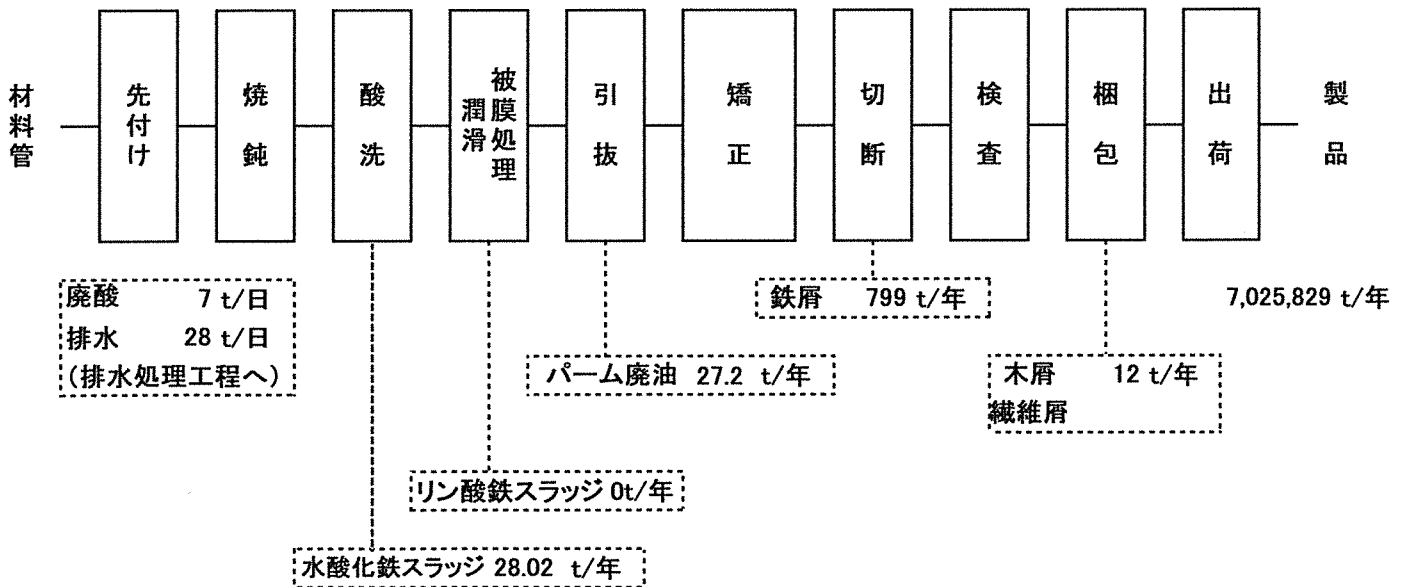 材料管
先付け
焼鈍
酸洗
被膜処理
潤滑
引抜
矯正
切断
検査
梱包
出荷
製品
廃酸 7 t/日
排水 28 t/日
(排水処理工程へ)
鉄屑 799 t/年
7,025,829 t/年
パーム廃油 27.2 t/年
木屑 12 t/年
繊維屑
リン酸鉄スラッジ 0t/年
水酸化鉄スラッジ 28.02 t/年